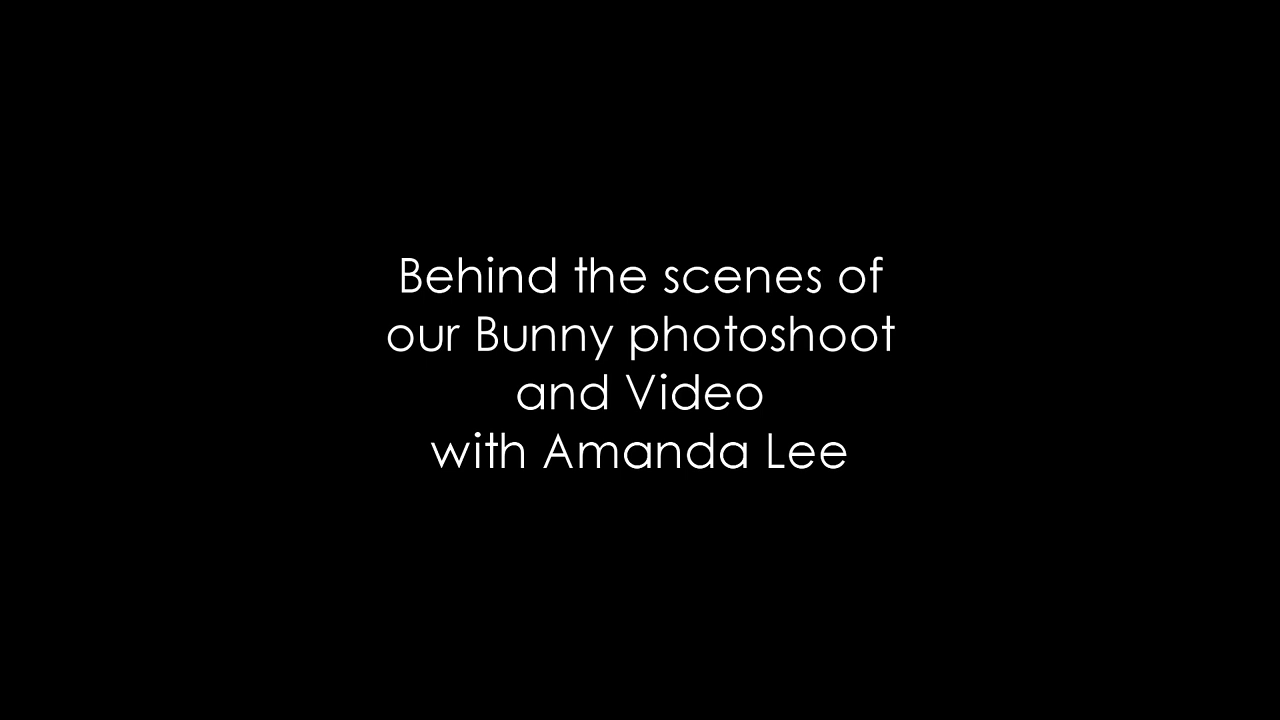 Behind the scenes of
our Bunny photoshoot
and Video
with Amanda Lee